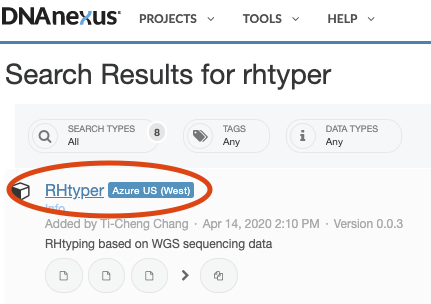 DNAnexus®
PROJECTS TOOLS HELP
Search Results for rhtyper
SEARCH TYPES 8 TAGS DATA TYPES
All Any Any
RHtyper Azure US (West)
Info
Added by Ti-Cheng Chang · Apr 14, 2020 2:10 PM · Version 0.0.3
RHtyping based on WGS sequencing data